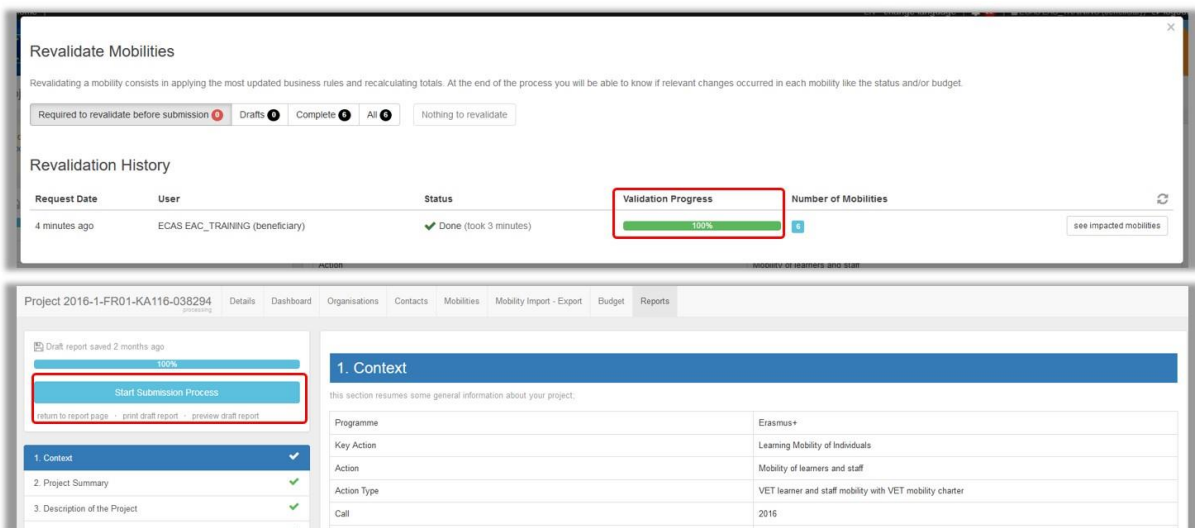 Revalidate Mobilities
Revalidating a mobility consists in applying the most updated business rules and recalculating totals. At the end of the process you will be able to know if relevant changes occurred in each mobility like the status and/or budget.
Required to revalidate before submission 0 Drafts 0 Complete 6 All 6 Nothing to revalidate
Revalidation History
Request Date User Status Validation Progress Number of Mobilities
4 minutes ago ECAS EAC_TRAINING (beneficiary) Done (took 3 minutes) 100% 6 see impacted mobilities
Action Mobility of learners and staff
Project 2016-1-FR01-KA116-038294 Details Dashboard Organisations Contacts Mobilities Mobility Import - Export Budget Reports
processing
Draft report saved 2 months ago
100%
Start Submission Process
return to report page - print draft report - preview draft report
1. Context
2. Project Summary
3. Description of the Project
1. Context
this section resumes some general information about your project;
Programme Erasmus+
Key Action Learning Mobility of Individuals
Action Mobility of learners and staff
Action Type VET learner and staff mobility with VET mobility charter
Call 2016